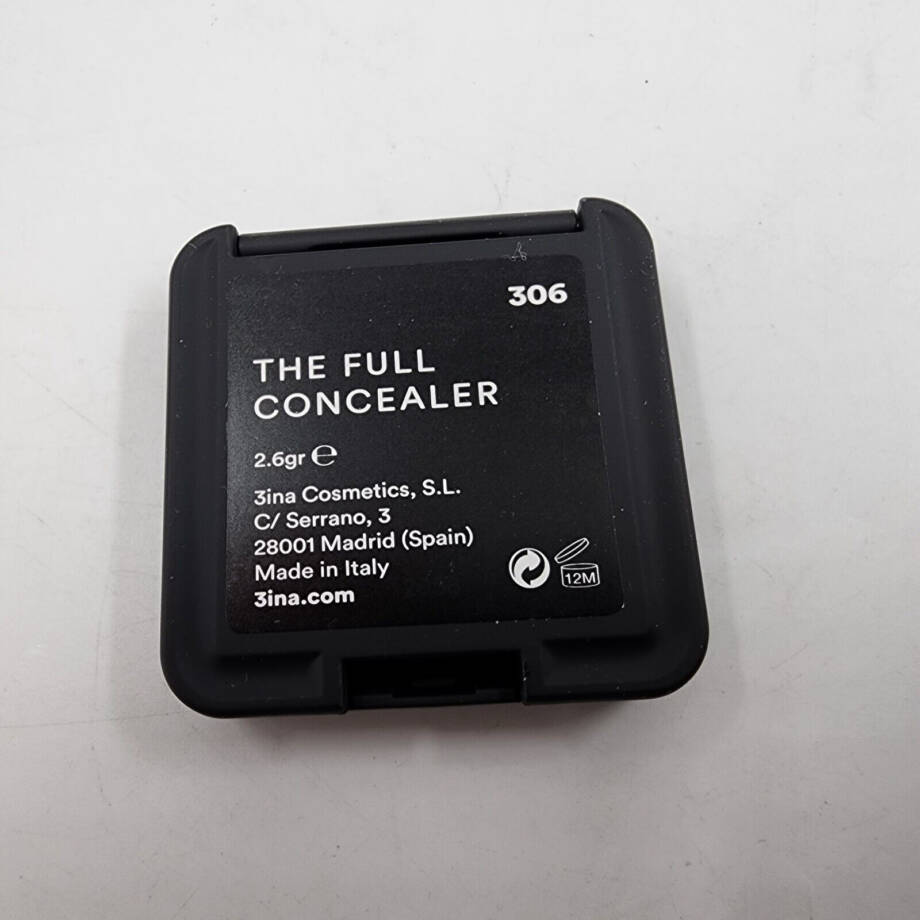 306
THE FULL
CONCEALER
2.6gr ℮
3ina Cosmetics, S.L.
C/ Serrano, 3
28001 Madrid (Spain)
Made in Italy
3ina.com
12M